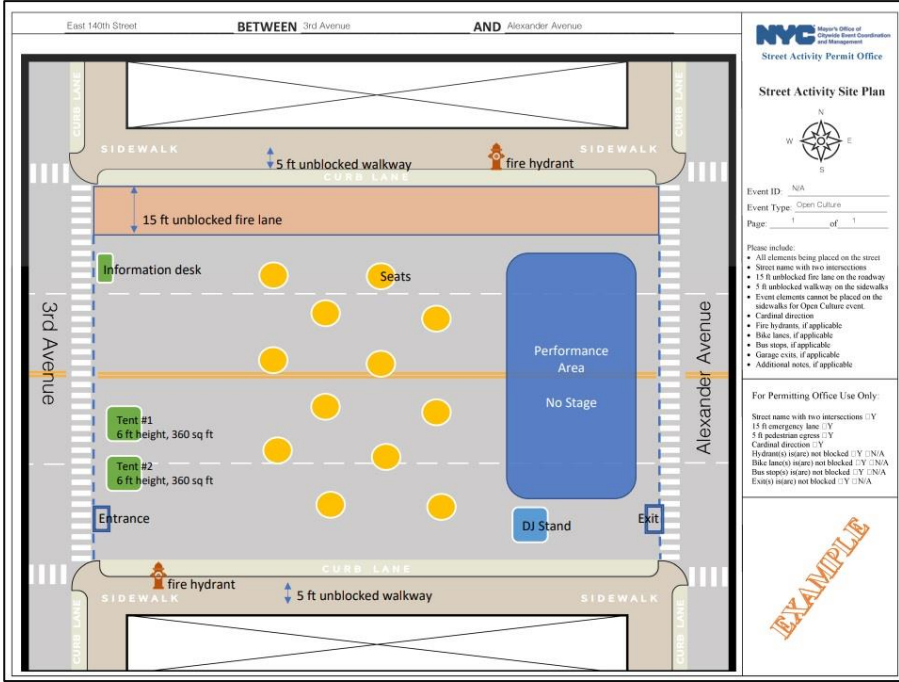 East 140th Street BETWEEN 3rd Avenue AND Alexander Avenue
CURB LANE
CURB LANE
SIDEWALK
SIDEWALK
5 ft unblocked walkway
fire hydrant
CURB LANE
15 ft unblocked fire lane
Information desk
Seats
3rd Avenue
Alexander Avenue
Performance
Area
No Stage
Tent #1
6 ft height, 360 sq ft
Tent #2
6 ft height, 360 sq ft
Entrance
DJ Stand
Exit
CURB LANE
fire hydrant
5 ft unblocked walkway
SIDEWALK
SIDEWALK
CURB LANE
CURB LANE
NYC
Mayor's Office of
Citywide Event Coordination
and Management
Street Activity Permit Office
Street Activity Site Plan
N
W E
S
Event ID: N/A
Event Type: Open Culture
Page: 1 of 1
Please include:
• All elements being placed on the street
• Street name with two intersections
• 15 ft unblocked fire lane on the roadway
• 5 ft unblocked walkway on the sidewalks
• Event elements cannot be placed on the
sidewalks for Open Culture event.
• Cardinal direction
• Fire hydrants, if applicable
• Bike lanes, if applicable
• Bus stops, if applicable
• Garage exits, if applicable
• Additional notes, if applicable
For Permitting Office Use Only:
Street name with two intersections □Y
15 ft emergency lane □Y
5 ft pedestrian egress □Y
Cardinal direction □Y
Hydrant(s) is(are) not blocked □Y □N/A
Bike lane(s) is(are) not blocked □Y □N/A
Bus stop(s) is(are) not blocked □Y □N/A
Exit(s) is(are) not blocked □Y □N/A
EXAMPLE